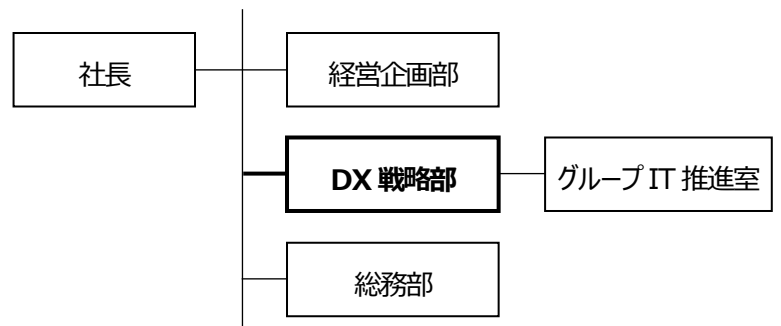 社長
経営企画部
DX 戦略部
グループ IT 推進室
総務部